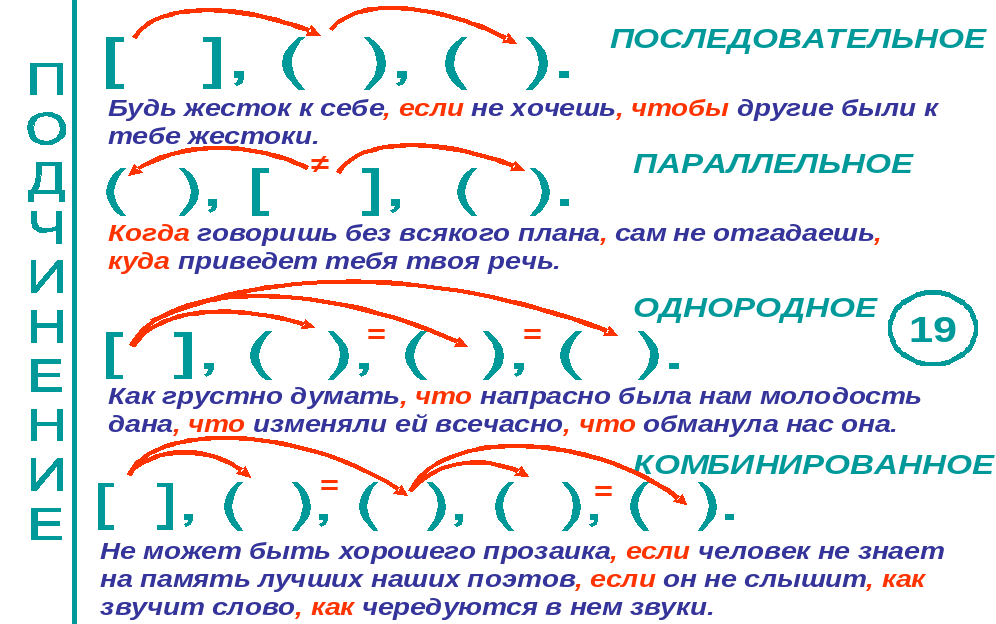 ПОДЧИНЕНИЕ
ПОСЛЕДОВАТЕЛЬНОЕ
[ ], ( ), ( ).
Будь жесток к себе, если не хочешь, чтобы другие были к
тебе жестоки.
≠
ПАРАЛЛЕЛЬНОЕ
( ), [ ], ( ).
Когда говоришь без всякого плана, сам не отгадаешь,
куда приведет тебя твоя речь.
ОДНОРОДНОЕ
19
[ ], ( ), = ( ), = ( ).
Как грустно думать, что напрасно была нам молодость
дана, что изменяли ей всечасно, что обманула нас она.
КОМБИНИРОВАННОЕ
[ ], ( ), = ( ), ( ), = ( ).
Не может быть хорошего прозаика, если человек не знает
на память лучших наших поэтов, если он не слышит, как
звучит слово, как чередуются в нем звуки.